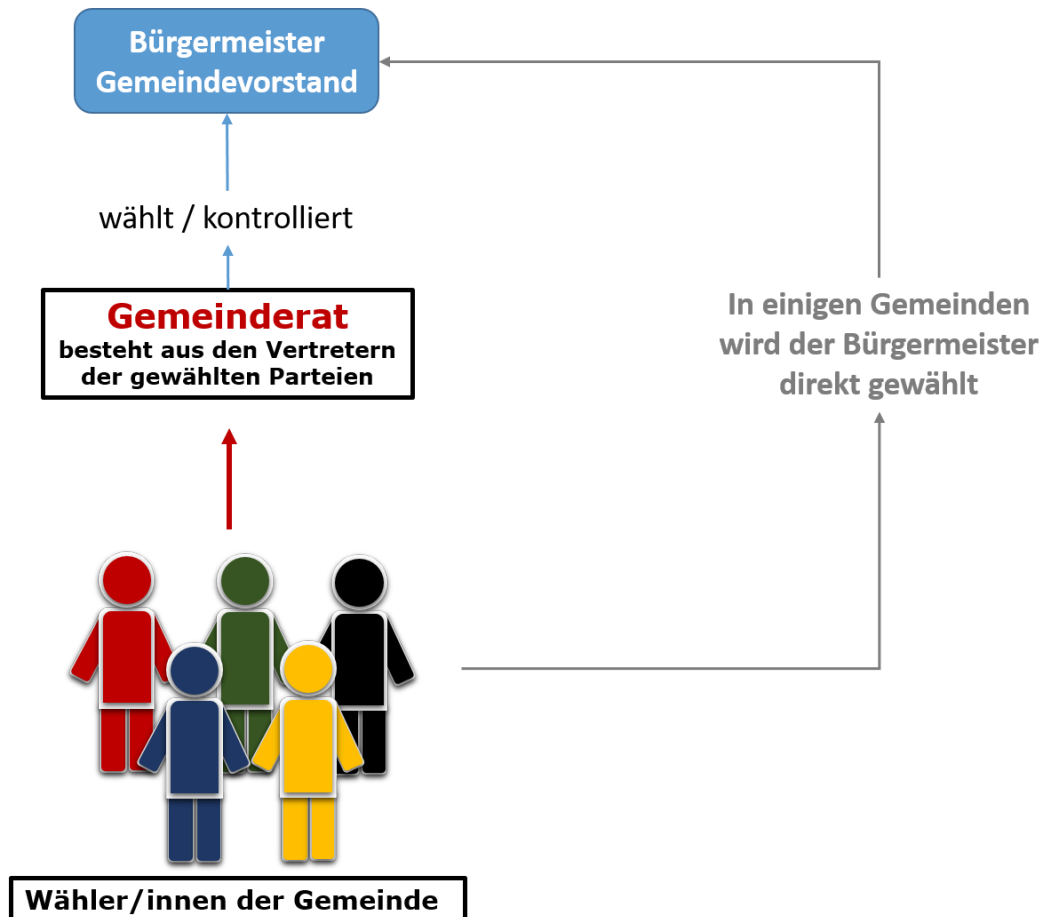 Bürgermeister
Gemeindevorstand
wählt / kontrolliert
Gemeinderat
besteht aus den Vertretern
der gewählten Parteien
In einigen Gemeinden
wird der Bürgermeister
direkt gewählt
Wähler/innen der Gemeinde